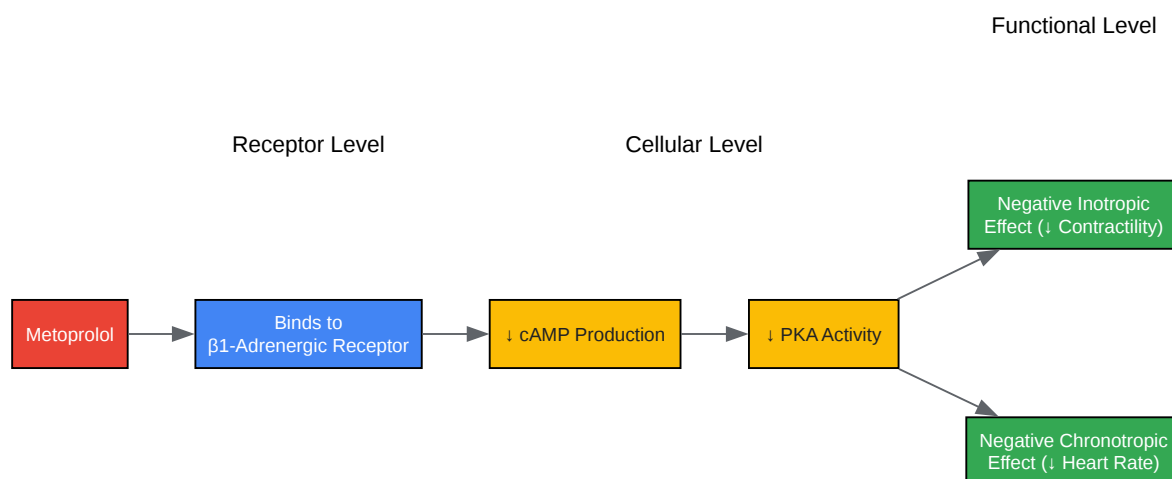 Functional Level
Receptor Level
Cellular Level
Negative Inotropic
Effect (↓ Contractility)
Metoprolol
Binds to
β1-Adrenergic Receptor
↓ cAMP Production
↓ PKA Activity
Negative Chronotropic
Effect (↓ Heart Rate)